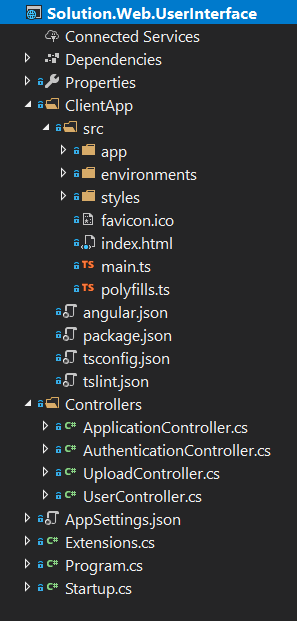 Solution.Web.UserInterface
Connected Services
Dependencies
Properties
ClientApp
src
app
environments
styles
favicon.ico
index.html
TS main.ts
TS polyfills.ts
angular.json
package.json
tsconfig.json
tslint.json
Controllers
C# ApplicationController.cs
C# AuthenticationController.cs
C# UploadController.cs
C# UserController.cs
AppSettings.json
C# Extensions.cs
C# Program.cs
C# Startup.cs